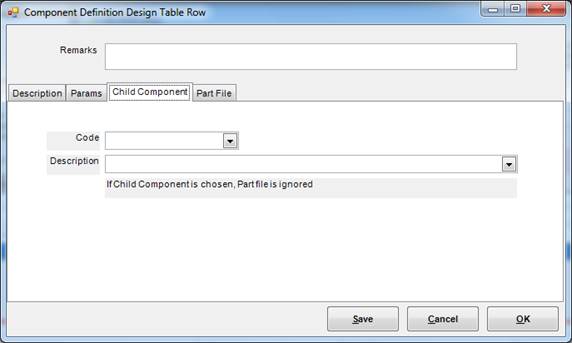 Component Definition Design Table Row
Remarks
Description Params Child Component Part File
Code
Description
If Child Component is chosen, Part file is ignored
Save Cancel OK